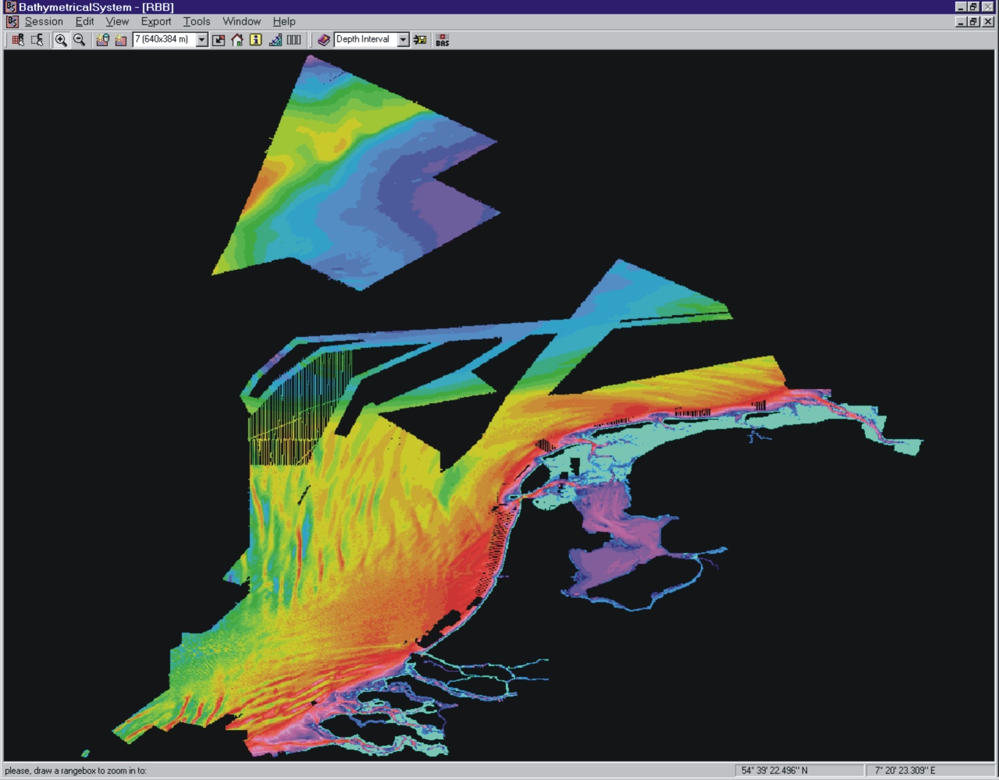 BathymetricalSystem - [RBB]
Session Edit View Export Tools Window Help
7 (640x384 m) Depth Interval BAS
please, draw a rangebox to zoom in to: 54° 39' 22.496'' N 7° 20' 23.309'' E